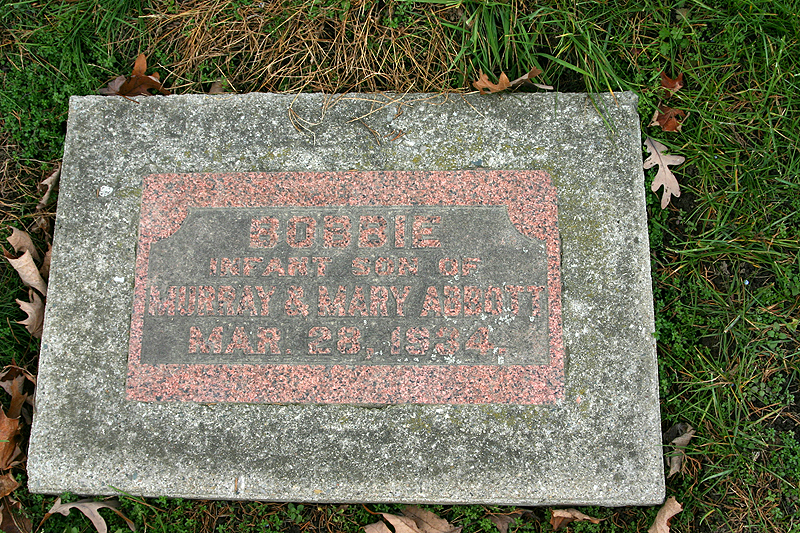 BOBBIE
INFANT SON OF
MURRAY & MARY ABBOTT
MAR. 28, 1934.